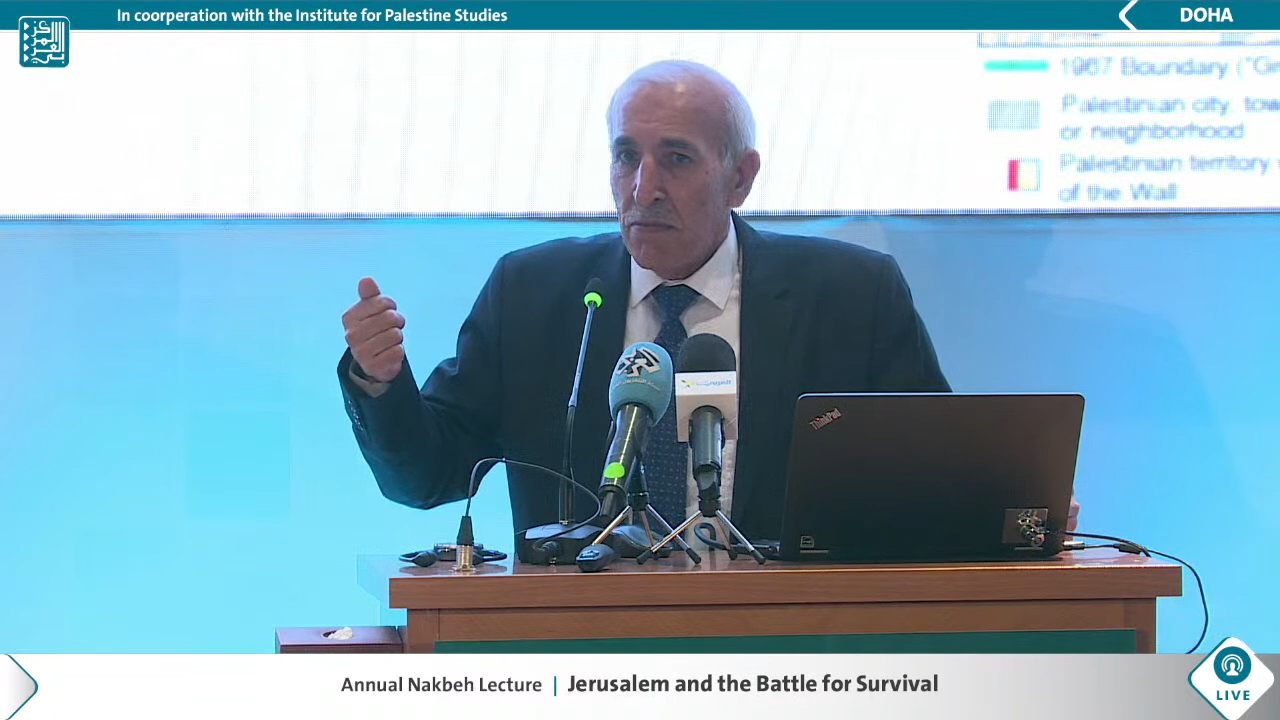 In coorperation with the Institute for Palestine Studies
DOHA
1967 Boundary
Palestinian city,
or neighborhood
Palestinian territory
of the Wall
ThinkPad
Annual Nakbeh Lecture | Jerusalem and the Battle for Survival
LIVE